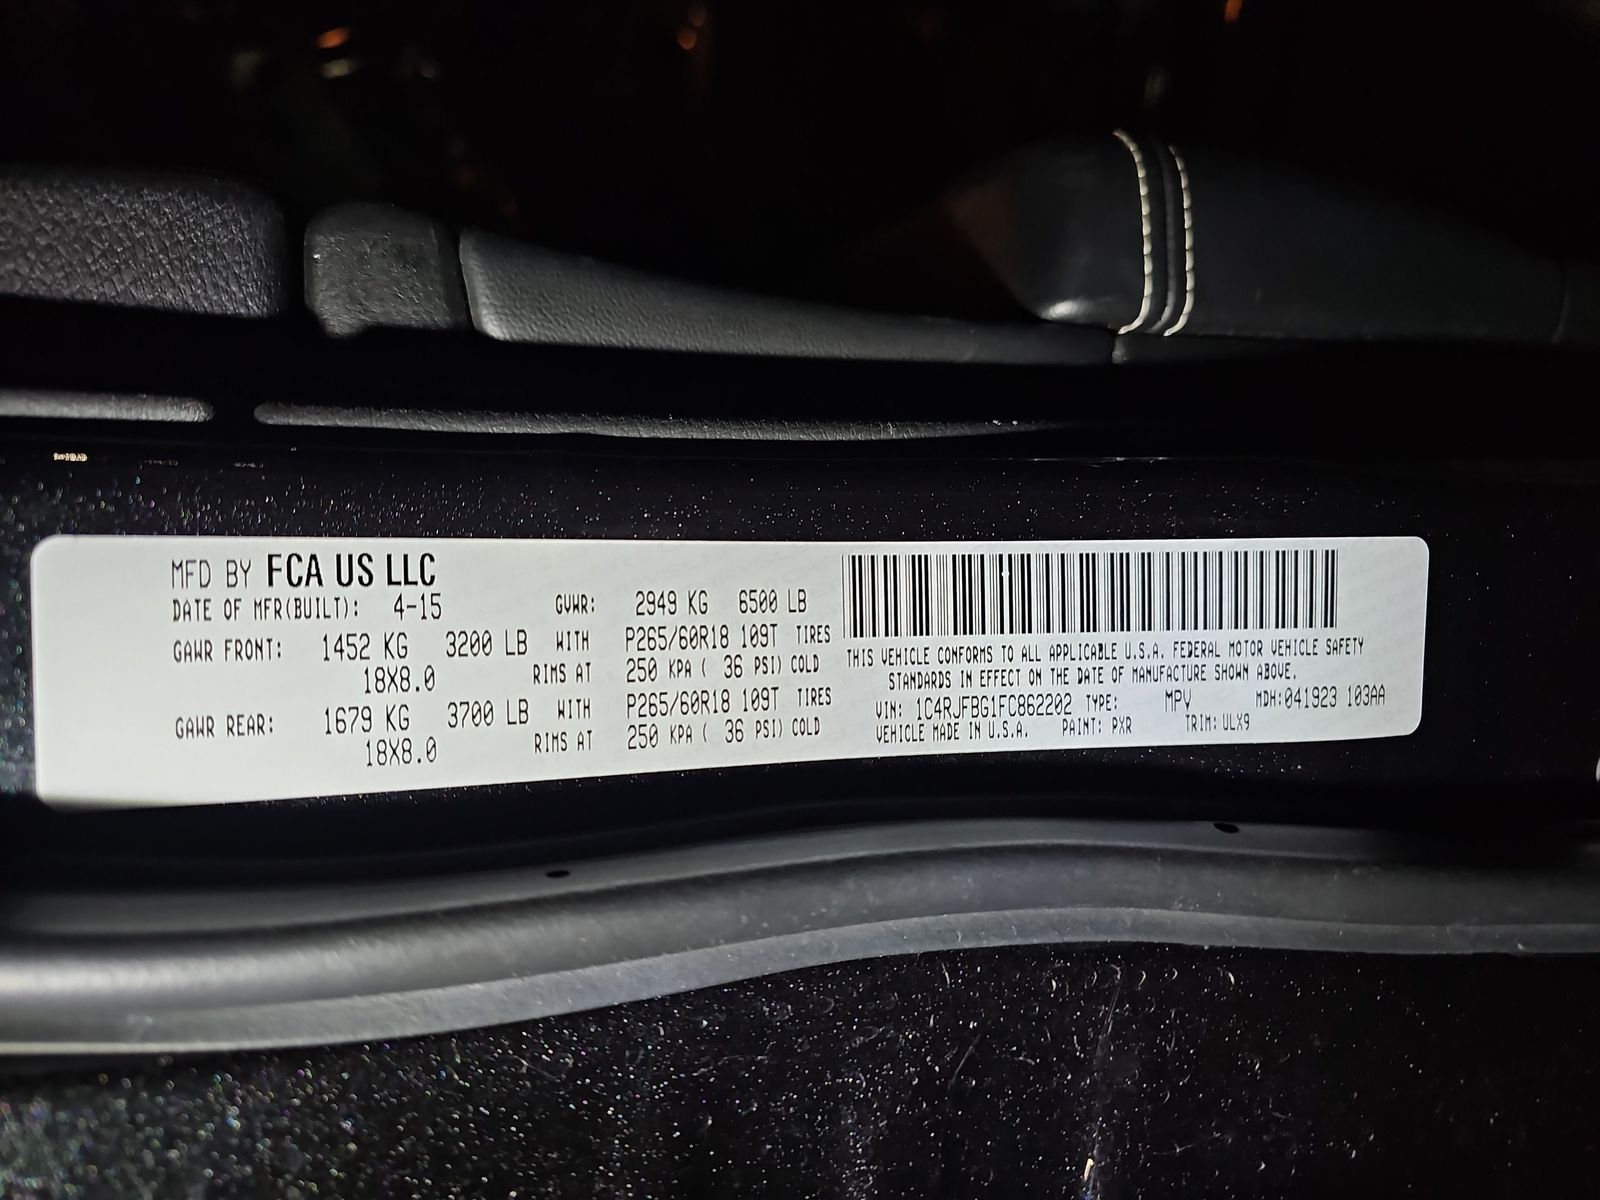 MFD BY FCA US LLC
DATE OF MFR(BUILT): 4-15 GVWR: 2949 KG 6500 LB
GAWR FRONT: 1452 KG 3200 LB WITH P265/60R18 109T TIRES
18X8.0 RIMS AT 250 KPA ( 36 PSI) COLD
GAWR REAR: 1679 KG 3700 LB WITH P265/60R18 109T TIRES
18X8.0 RIMS AT 250 KPA ( 36 PSI) COLD
THIS VEHICLE CONFORMS TO ALL APPLICABLE U.S.A. FEDERAL MOTOR VEHICLE SAFETY
STANDARDS IN EFFECT ON THE DATE OF MANUFACTURE SHOWN ABOVE.
VIN: 1C4RJFBG1FC862202 TYPE: MPV MDH:041923 103AA
VEHICLE MADE IN U.S.A. PAINT: PXR TRIM: ULX9